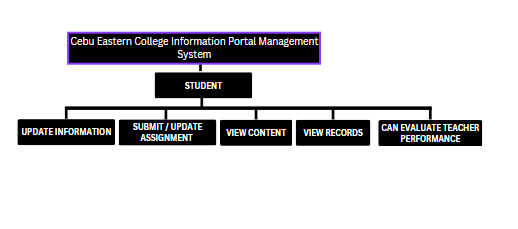 Cebu Eastern College Information Portal Management
System
STUDENT
UPDATE INFORMATION
SUBMIT / UPDATE
ASSIGNMENT
VIEW CONTENT
VIEW RECORDS
CAN EVALUATE TEACHER
PERFORMANCE